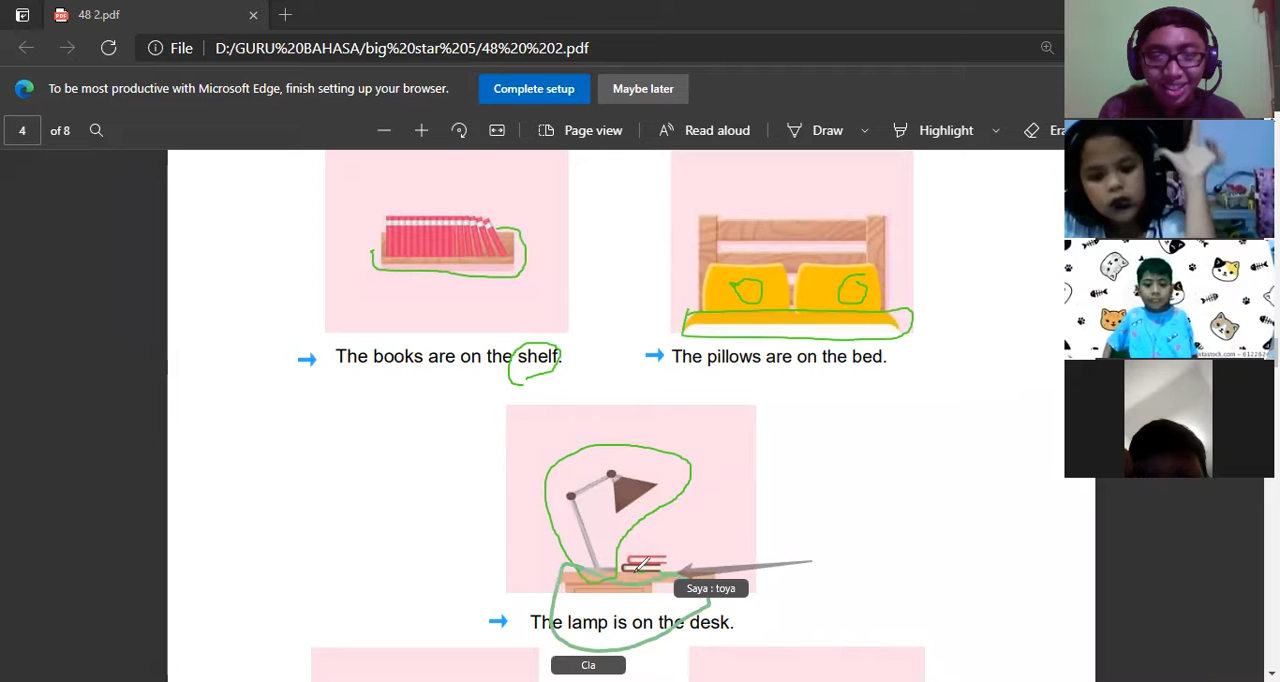 48 2.pdf
File D:/GURU%20BAHASA/big%20star%205/48%20%202.pdf
To be most productive with Microsoft Edge, finish setting up your browser. Complete setup Maybe later
4 of 8 Page view Read aloud Draw Highlight Era
The books are on the shelf. The pillows are on the bed.
Saya : toya
The lamp is on the desk.
Cla